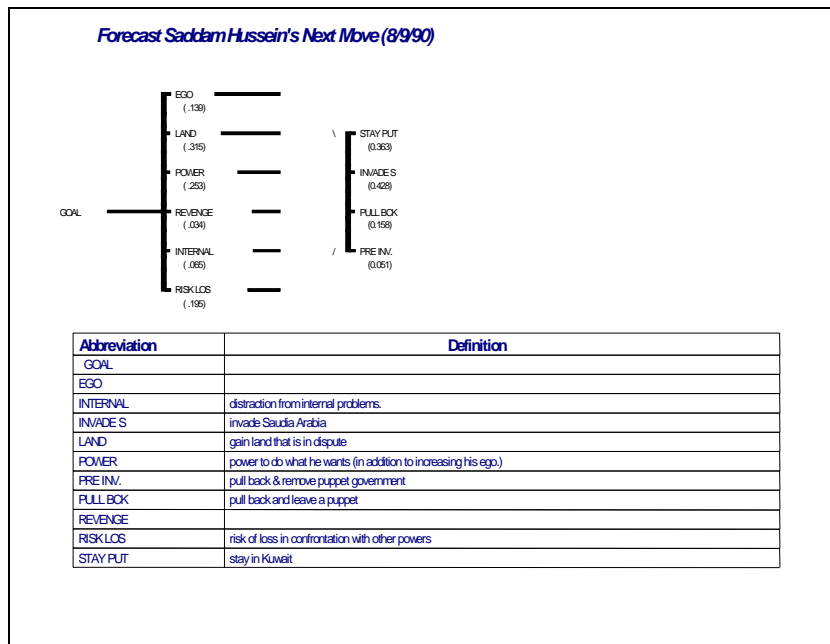 Forecast Saddam Hussein's Next Move (8/9/90)
EGO
( .139)
LAND
( .315)
POWER
( .253)
GOAL
REVENGE
( .034)
INTERNAL
( .065)
RISK LOS
( .195)
\ STAY PUT
(0.363)
INVADE S
(0.428)
PULL BCK
(0.158)
/ PRE INV.
(0.051)
Abbreviation Definition
GOAL
EGO
INTERNAL distraction from internal problems.
INVADE S invade Saudia Arabia
LAND gain land that is in dispute
POWER power to do what he wants (in addition to increasing his ego.)
PRE INV. pull back & remove puppet government
PULL BCK pull back and leave a puppet
REVENGE
RISK LOS risk of loss in confrontation with other powers
STAY PUT stay in Kuwait